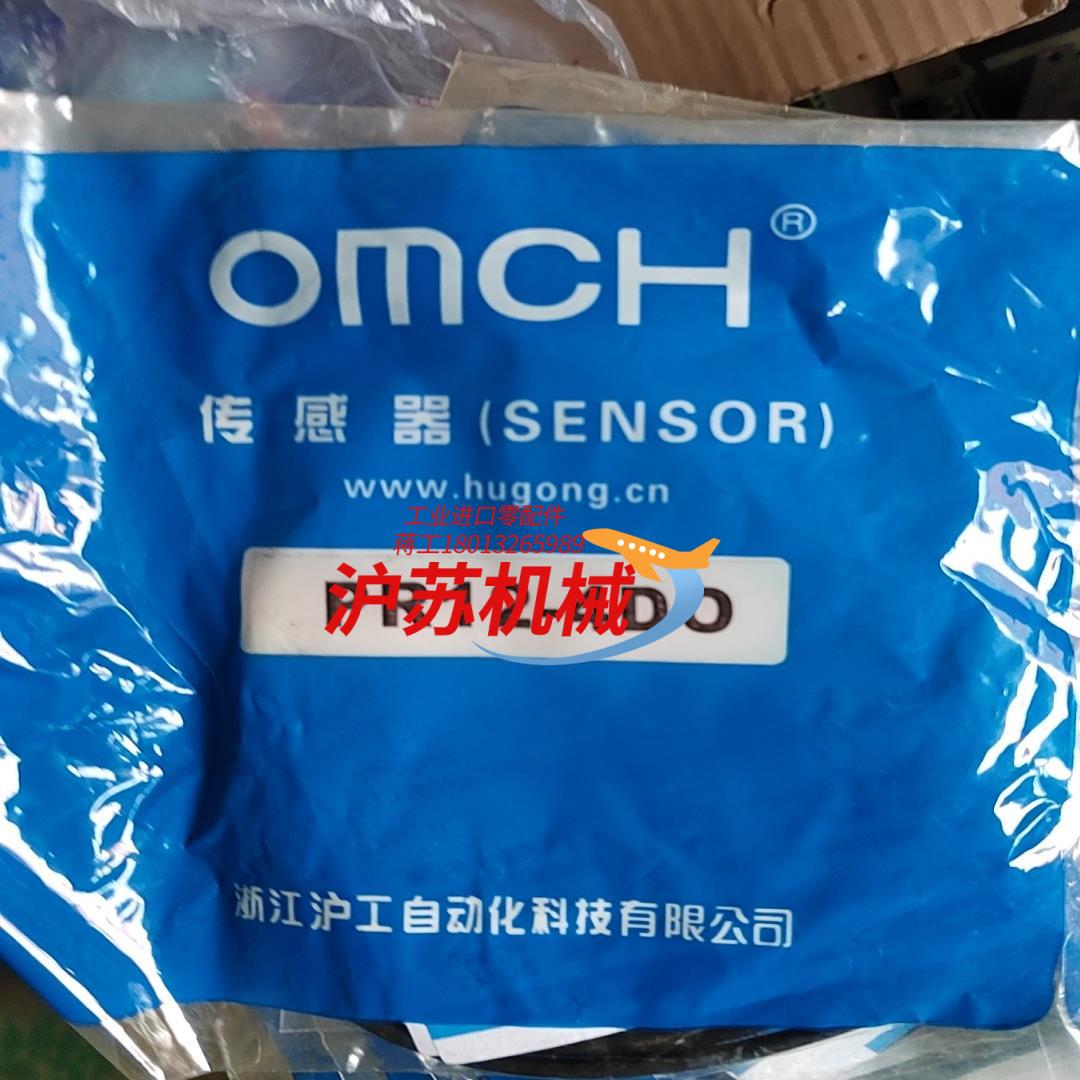 OMCH®
传感器(SENSOR)
www.hugong.cn
工业进口零配件
蒋工18013265989
沪苏机械
浙江沪工自动化科技有限公司